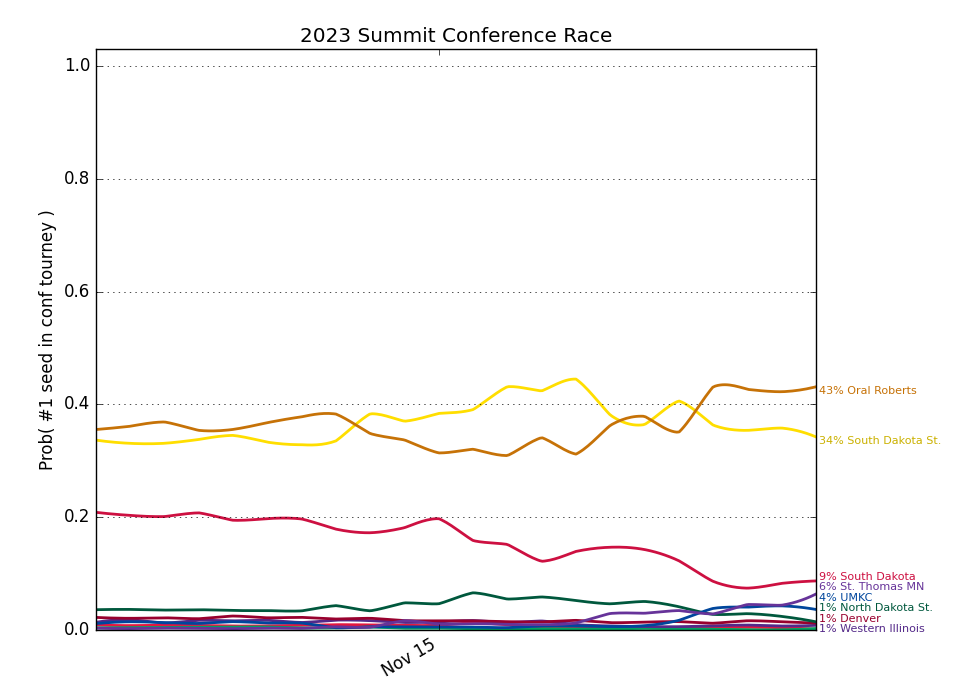 2023 Summit Conference Race
Prob( #1 seed in conf tourney )
1.0
0.8
0.6
0.4
0.2
0.0
Nov 15
43% Oral Roberts
34% South Dakota St.
9% South Dakota
6% St. Thomas MN
4% UMKC
1% North Dakota St.
1% Denver
1% Western Illinois